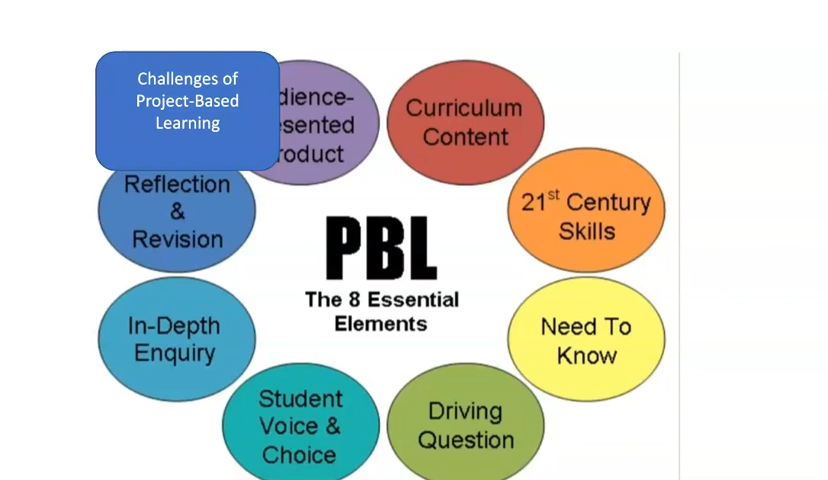 Challenges of
Project-Based
Learning
Curriculum
Content
21st Century
Skills
Need To
Know
Driving
Question
Student
Voice &
Choice
In-Depth
Enquiry
Reflection
&
Revision
PBL
The 8 Essential
Elements